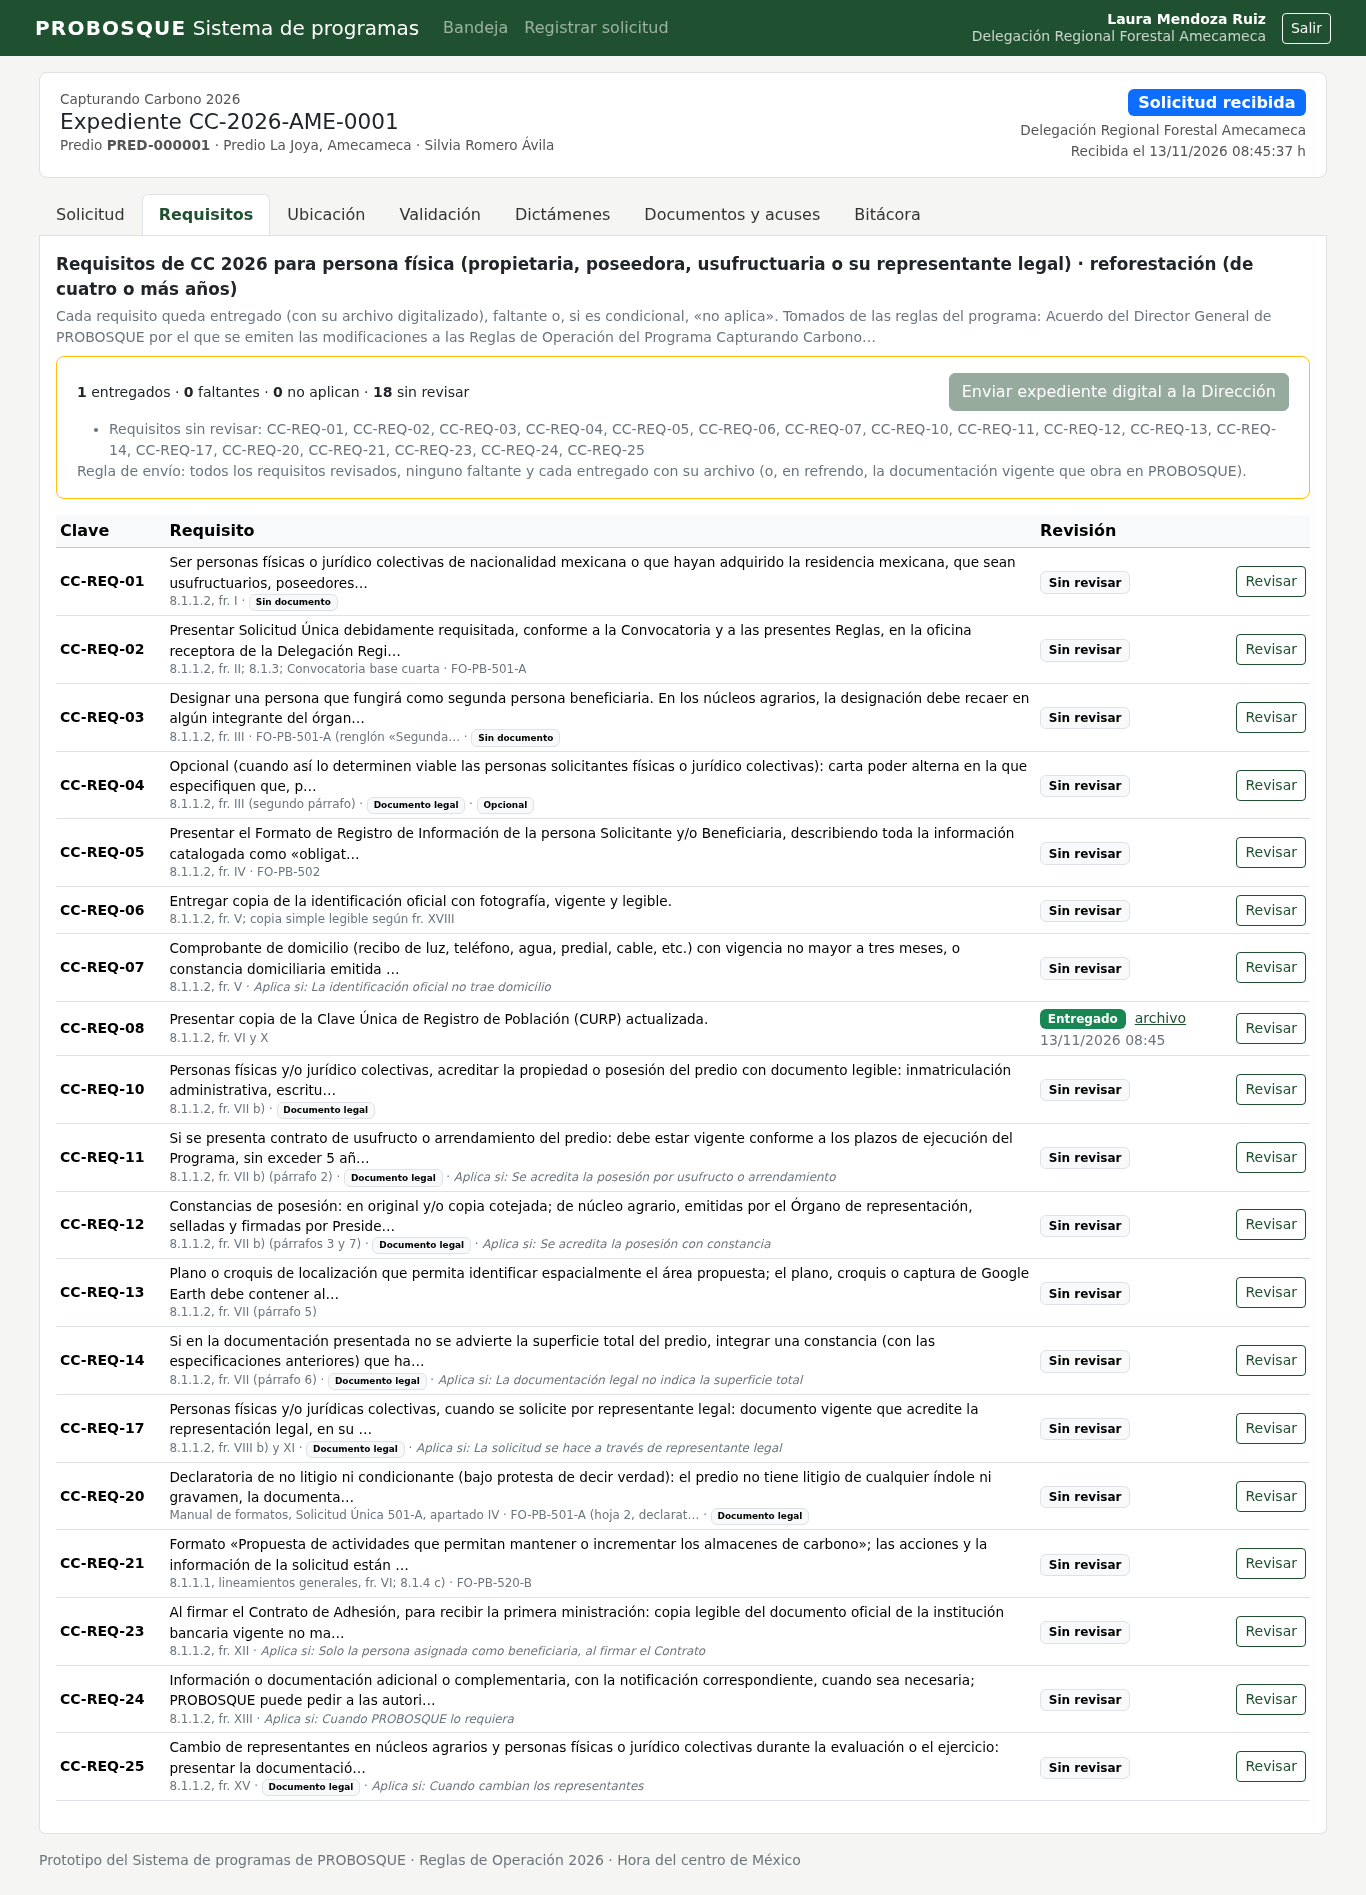 PROBOSQUE Sistema de programas Bandeja Registrar solicitud
Laura Mendoza Ruiz
Delegación Regional Forestal Amecameca
Salir
Capturando Carbono 2026
Expediente CC-2026-AME-0001
Predio PRED-000001 · Predio La Joya, Amecameca · Silvia Romero Ávila
Solicitud recibida
Delegación Regional Forestal Amecameca
Recibida el 13/11/2026 08:45:37 h
Solicitud Requisitos Ubicación Validación Dictámenes Documentos y acuses Bitácora
Requisitos de CC 2026 para persona física (propietaria, poseedora, usufructuaria o su representante legal) · reforestación (de
cuatro o más años)
Cada requisito queda entregado (con su archivo digitalizado), faltante o, si es condicional, «no aplica». Tomados de las reglas del programa: Acuerdo del Director General de
PROBOSQUE por el que se emiten las modificaciones a las Reglas de Operación del Programa Capturando Carbono…
1 entregados · 0 faltantes · 0 no aplican · 18 sin revisar
Enviar expediente digital a la Dirección
• Requisitos sin revisar: CC-REQ-01, CC-REQ-02, CC-REQ-03, CC-REQ-04, CC-REQ-05, CC-REQ-06, CC-REQ-07, CC-REQ-10, CC-REQ-11, CC-REQ-12, CC-REQ-13, CC-REQ-
14, CC-REQ-17, CC-REQ-20, CC-REQ-21, CC-REQ-23, CC-REQ-24, CC-REQ-25
Regla de envío: todos los requisitos revisados, ninguno faltante y cada entregado con su archivo (o, en refrendo, la documentación vigente que obra en PROBOSQUE).
Clave Requisito Revisión
CC-REQ-01
Ser personas físicas o jurídico colectivas de nacionalidad mexicana o que hayan adquirido la residencia mexicana, que sean
usufructuarios, poseedores…
8.1.1.2, fr. I · Sin documento
Sin revisar
Revisar
CC-REQ-02
Presentar Solicitud Única debidamente requisitada, conforme a la Convocatoria y a las presentes Reglas, en la oficina
receptora de la Delegación Regi…
8.1.1.2, fr. II; 8.1.3; Convocatoria base cuarta · FO-PB-501-A
Sin revisar
Revisar
CC-REQ-03
Designar una persona que fungirá como segunda persona beneficiaria. En los núcleos agrarios, la designación debe recaer en
algún integrante del órgan…
8.1.1.2, fr. III · FO-PB-501-A (renglón «Segunda… · Sin documento
Sin revisar
Revisar
CC-REQ-04
Opcional (cuando así lo determinen viable las personas solicitantes físicas o jurídico colectivas): carta poder alterna en la que
especifiquen que, p…
8.1.1.2, fr. III (segundo párrafo) · Documento legal · Opcional
Sin revisar
Revisar
CC-REQ-05
Presentar el Formato de Registro de Información de la persona Solicitante y/o Beneficiaria, describiendo toda la información
catalogada como «obligat…
8.1.1.2, fr. IV · FO-PB-502
Sin revisar
Revisar
CC-REQ-06
Entregar copia de la identificación oficial con fotografía, vigente y legible.
8.1.1.2, fr. V; copia simple legible según fr. XVIII
Sin revisar
Revisar
CC-REQ-07
Comprobante de domicilio (recibo de luz, teléfono, agua, predial, cable, etc.) con vigencia no mayor a tres meses, o
constancia domiciliaria emitida …
8.1.1.2, fr. V · Aplica si: La identificación oficial no trae domicilio
Sin revisar
Revisar
CC-REQ-08
Presentar copia de la Clave Única de Registro de Población (CURP) actualizada.
8.1.1.2, fr. VI y X
Entregado archivo
13/11/2026 08:45
Revisar
CC-REQ-10
Personas físicas y/o jurídico colectivas, acreditar la propiedad o posesión del predio con documento legible: inmatriculación
administrativa, escritu…
8.1.1.2, fr. VII b) · Documento legal
Sin revisar
Revisar
CC-REQ-11
Si se presenta contrato de usufructo o arrendamiento del predio: debe estar vigente conforme a los plazos de ejecución del
Programa, sin exceder 5 añ…
8.1.1.2, fr. VII b) (párrafo 2) · Documento legal · Aplica si: Se acredita la posesión por usufructo o arrendamiento
Sin revisar
Revisar
CC-REQ-12
Constancias de posesión: en original y/o copia cotejada; de núcleo agrario, emitidas por el Órgano de representación,
selladas y firmadas por Preside…
8.1.1.2, fr. VII b) (párrafos 3 y 7) · Documento legal · Aplica si: Se acredita la posesión con constancia
Sin revisar
Revisar
CC-REQ-13
Plano o croquis de localización que permita identificar espacialmente el área propuesta; el plano, croquis o captura de Google
Earth debe contener al…
8.1.1.2, fr. VII (párrafo 5)
Sin revisar
Revisar
CC-REQ-14
Si en la documentación presentada no se advierte la superficie total del predio, integrar una constancia (con las
especificaciones anteriores) que ha…
8.1.1.2, fr. VII (párrafo 6) · Documento legal · Aplica si: La documentación legal no indica la superficie total
Sin revisar
Revisar
CC-REQ-17
Personas físicas y/o jurídicas colectivas, cuando se solicite por representante legal: documento vigente que acredite la
representación legal, en su …
8.1.1.2, fr. VIII b) y XI · Documento legal · Aplica si: La solicitud se hace a través de representante legal
Sin revisar
Revisar
CC-REQ-20
Declaratoria de no litigio ni condicionante (bajo protesta de decir verdad): el predio no tiene litigio de cualquier índole ni
gravamen, la documenta…
Manual de formatos, Solicitud Única 501-A, apartado IV · FO-PB-501-A (hoja 2, declarat… · Documento legal
Sin revisar
Revisar
CC-REQ-21
Formato «Propuesta de actividades que permitan mantener o incrementar los almacenes de carbono»; las acciones y la
información de la solicitud están …
8.1.1.1, lineamientos generales, fr. VI; 8.1.4 c) · FO-PB-520-B
Sin revisar
Revisar
CC-REQ-23
Al firmar el Contrato de Adhesión, para recibir la primera ministración: copia legible del documento oficial de la institución
bancaria vigente no ma…
8.1.1.2, fr. XII · Aplica si: Solo la persona asignada como beneficiaria, al firmar el Contrato
Sin revisar
Revisar
CC-REQ-24
Información o documentación adicional o complementaria, con la notificación correspondiente, cuando sea necesaria;
PROBOSQUE puede pedir a las autori…
8.1.1.2, fr. XIII · Aplica si: Cuando PROBOSQUE lo requiera
Sin revisar
Revisar
CC-REQ-25
Cambio de representantes en núcleos agrarios y personas físicas o jurídico colectivas durante la evaluación o el ejercicio:
presentar la documentació…
8.1.1.2, fr. XV · Documento legal · Aplica si: Cuando cambian los representantes
Sin revisar
Revisar
Prototipo del Sistema de programas de PROBOSQUE · Reglas de Operación 2026 · Hora del centro de México